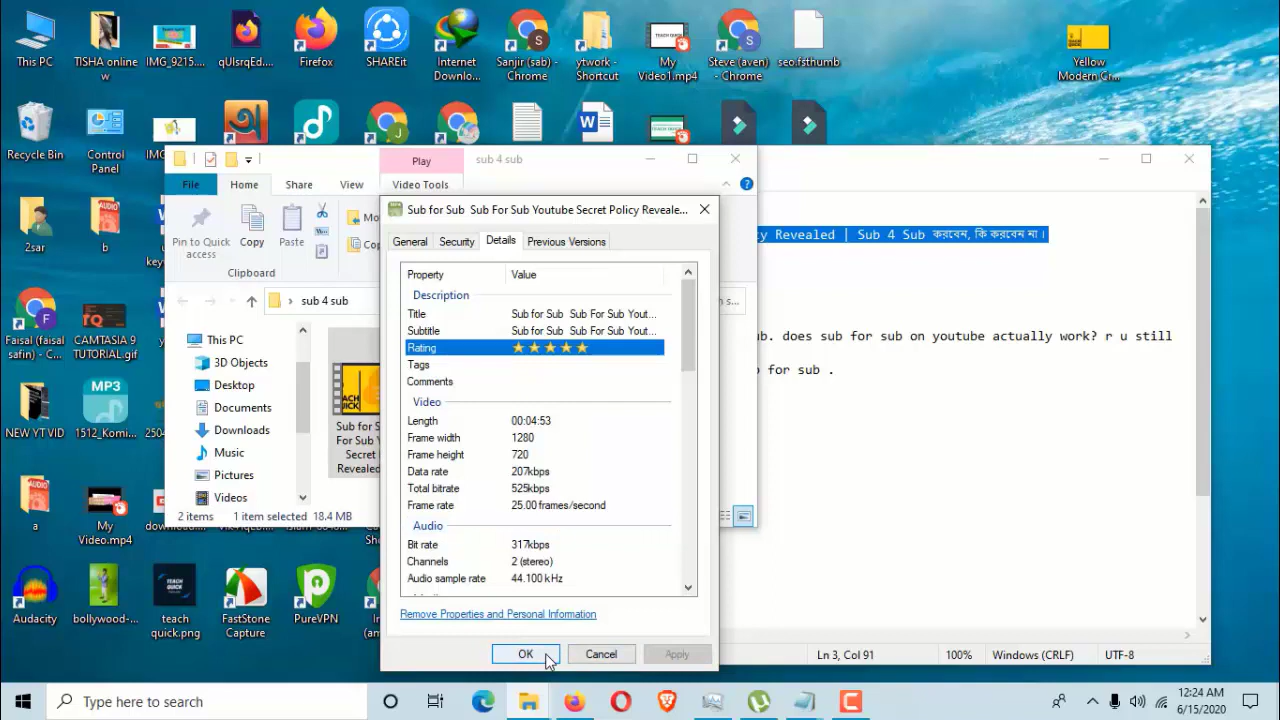 This PC
TISHA onlinew
IMG_9215....
qUIsrqEd....
Firefox
SHAREit
Internet Downlo...
Sanjir (sab) - Chrome
ytwork - Shortcut
My Video1.mp4
Steve (aven) - Chrome
seo.fsthumb
Yellow Modern Gr...
TEACH QUICK
S
S
Recycle Bin
Control Panel
IMG
J
W
sub 4 sub
Play
File
Home
Share
View
Video Tools
Pin to Quick access
Copy
Paste
Clipboard
sub 4 sub
2sar
b
Sub for Sub  Sub For Sub Youtube Secret Policy Reveale...
General
Security
Details
Previous Versions
Property
Value
Description
Title
Sub for Sub  Sub For Sub Yout...
Subtitle
Sub for Sub  Sub For Sub Yout...
Rating
Tags
Comments
Video
Length
00:04:53
Frame width
1280
Frame height
720
Data rate
207kbps
Total bitrate
525kbps
Frame rate
25.00 frames/second
Audio
Bit rate
317kbps
Channels
2 (stereo)
Audio sample rate
44.100 kHz
Remove Properties and Personal Information
OK
Cancel
Apply
Revealed | Sub 4 Sub করবেন, কি করবেন না।
ub. does sub for sub on youtube actually work? r u still
for sub .
Ln 3, Col 91
100%
Windows (CRLF)
UTF-8
This PC
3D Objects
Desktop
Documents
Downloads
Music
Pictures
Videos
2 items
1 item selected
18.4 MB
Faisal (faisal safin) - C...
CAMTASIA 9 TUTORIAL.gif
NEW YT VID
MP3
1512_Komi...
a
My Video.mp4
Audacity
bollywood-...
TEACH QUICK
teach quick.png
FastStone Capture
PureVPN
Type here to search
12:24 AM
6/15/2020